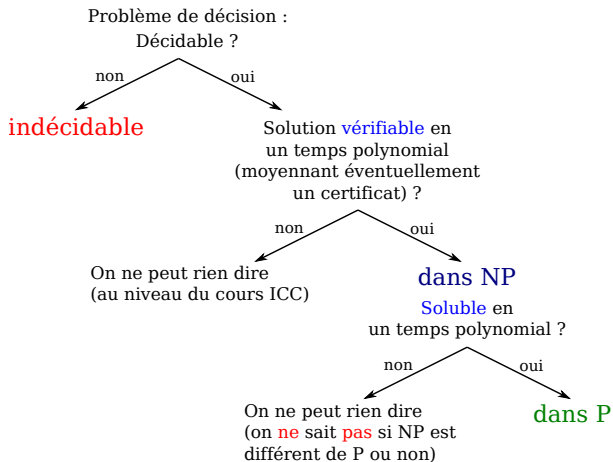 Problème de décision :
Décidable ?
non
oui
indécidable
Solution vérifiable en
un temps polynomial
(moyennant éventuellement
un certificat) ?
non
oui
On ne peut rien dire
(au niveau du cours ICC)
dans NP
Soluble en
un temps polynomial ?
non
oui
On ne peut rien dire
(on ne sait pas si NP est
différent de P ou non)
dans P